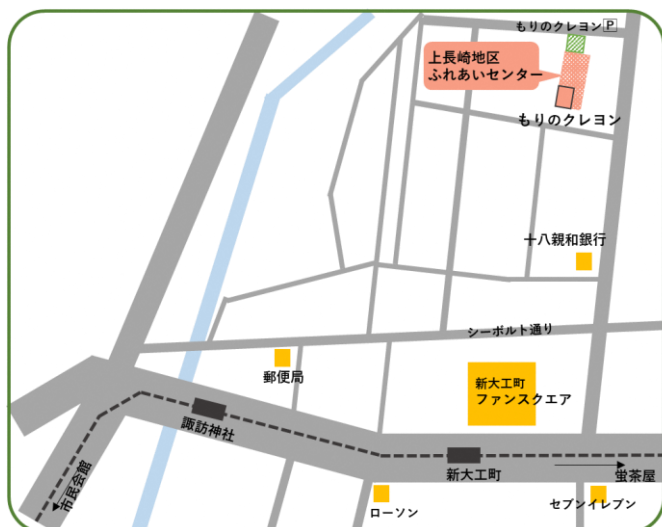 もりのクレヨン🄿
上長崎地区
ふれあいセンター
もりのクレヨン
十八親和銀行
シーボルト通り
郵便局
新大工町
ファンスクエア
諏訪神社
市民会館
新大工町
蛍茶屋
ローソン
セブンイレブン